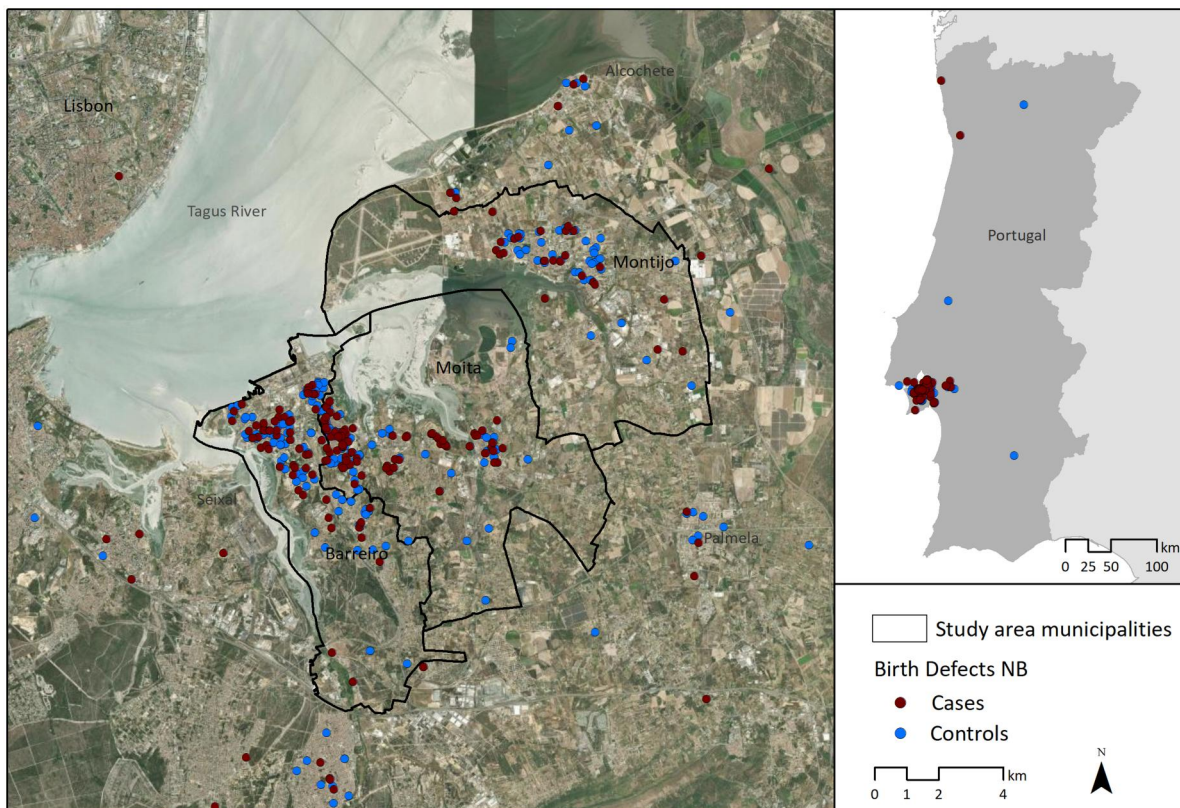 Alcochete
Lisbon
Tagus River
Montijo
Moita
Seixal
Palmela
Barreiro
Portugal
km
0 25 50 100
Study area municipalities
Birth Defects NB
Cases
Controls
N
km
0 1 2 4